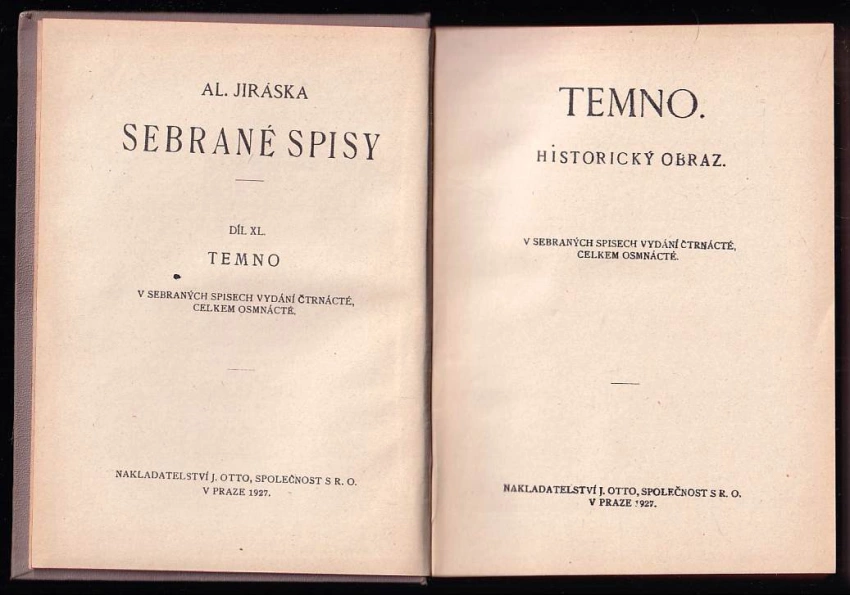 AL. JIRÁSKA
SEBRANÉ SPISY
DÍL XL.
TEMNO
V SEBRANÝCH SPISECH VYDÁNÍ ČTRNÁCTÉ,
CELKEM OSMNÁCTÉ.
NAKLADATELSTVÍ J. OTTO, SPOLEČNOST S R. O.
V PRAZE 1927.
TEMNO.
HISTORICKÝ OBRAZ.
V SEBRANÝCH SPISECH VYDÁNÍ ČTRNÁCTÉ,
CELKEM OSMNÁCTÉ.
NAKLADATELSTVÍ J. OTTO, SPOLEČNOST S R. O.
V PRAZE 1927.